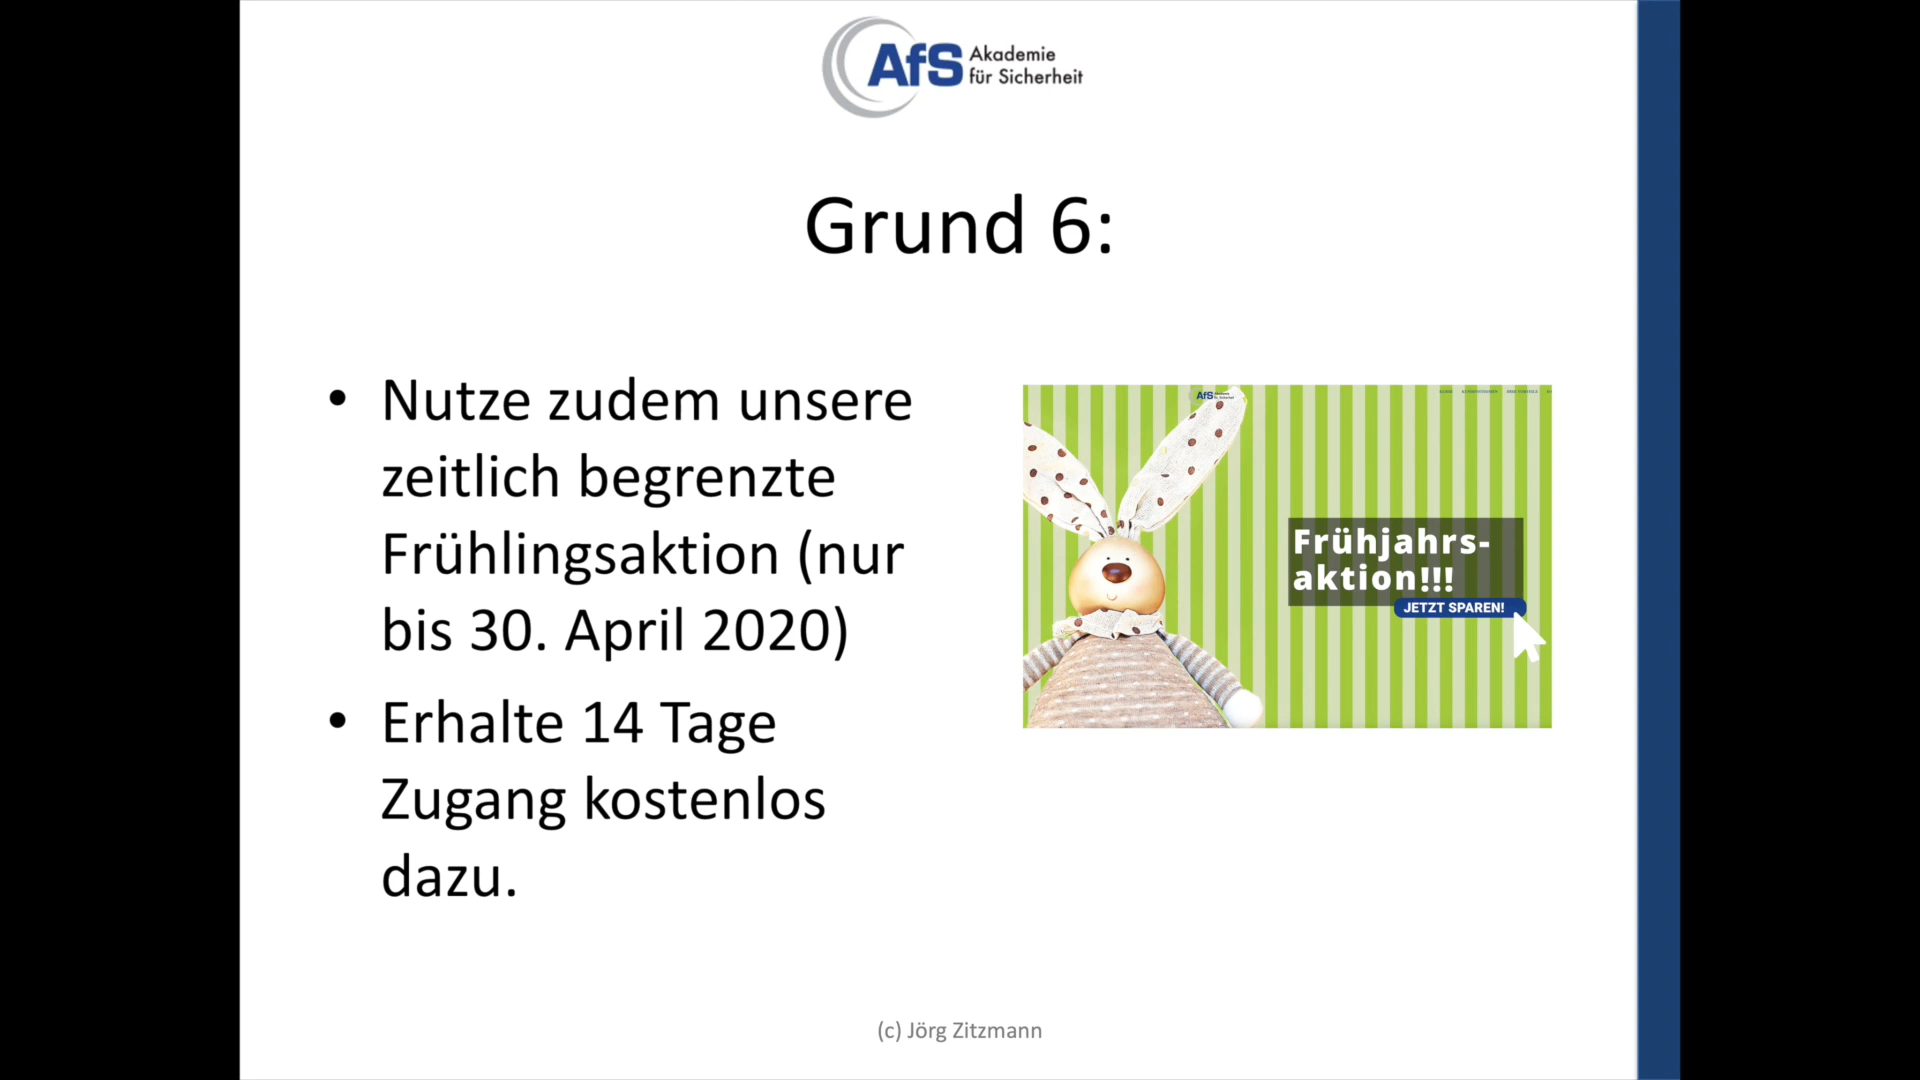 AfS Akademie
für Sicherheit
Grund 6:
• Nutze zudem unsere
zeitlich begrenzte
Frühlingsaktion (nur
bis 30. April 2020)
• Erhalte 14 Tage
Zugang kostenlos
dazu.
AfS
Frühjahrs-
aktion!!!
JETZT SPAREN!
(c) Jörg Zitzmann